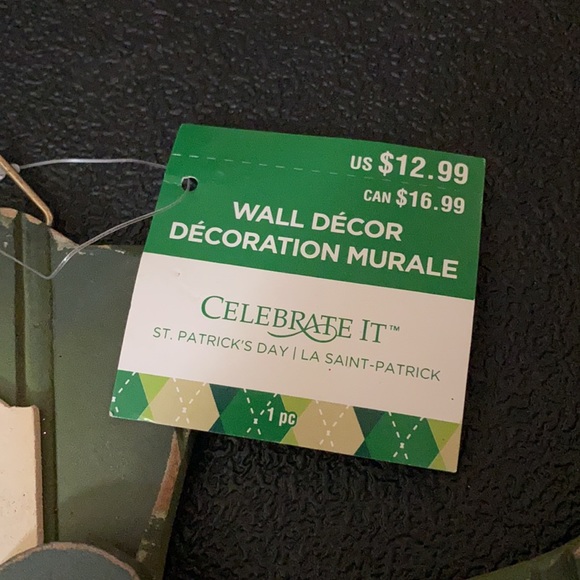 US $12.99
CAN $16.99
WALL DÉCOR
DÉCORATION MURALE
CELEBRATE IT™
ST. PATRICK'S DAY | LA SAINT-PATRICK
1 pc